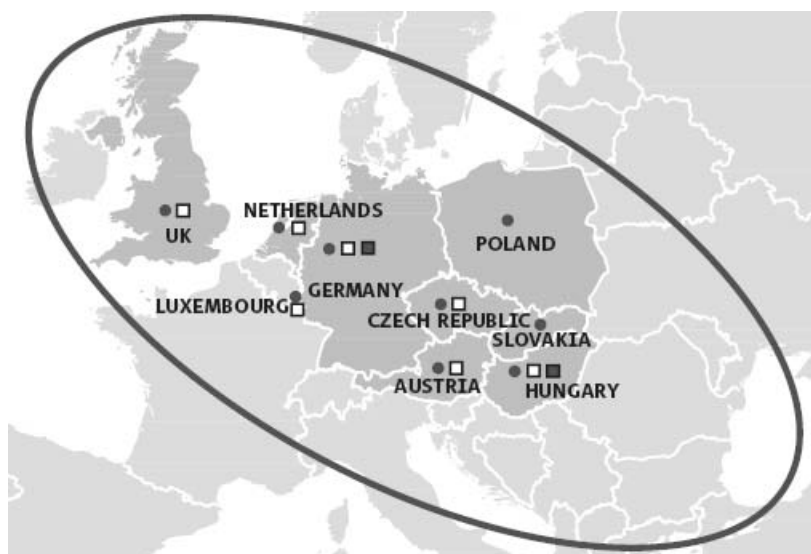 NETHERLANDS
UK
POLAND
GERMANY
LUXEMBOURG
CZECH REPUBLIC
SLOVAKIA
AUSTRIA
HUNGARY